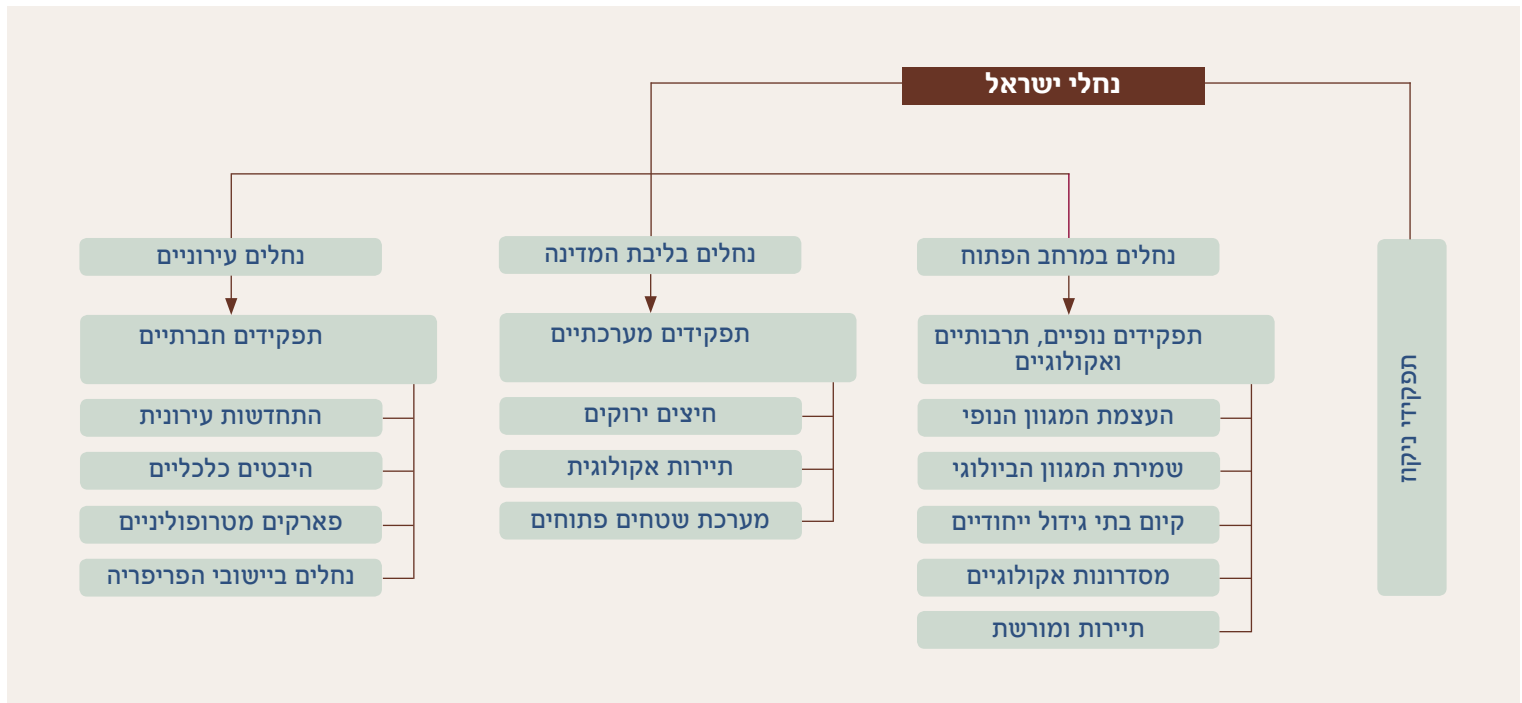 נחלי ישראל
תפקידי ניקוז
נחלים במרחב הפתוח
תפקידים נופיים, תרבותיים
ואקולוגיים
העצמת המגוון הנופי
שמירת המגוון הביולוגי
קיום בתי גידול ייחודיים
מסדרונות אקולוגיים
תיירות ומורשת
נחלים בליבת המדינה
תפקידים מערכתיים
חיצים ירוקים
תיירות אקולוגית
מערכת שטחים פתוחים
נחלים עירוניים
תפקידים חברתיים
התחדשות עירונית
היבטים כלכליים
פארקים מטרופוליניים
נחלים ביישובי הפריפריה